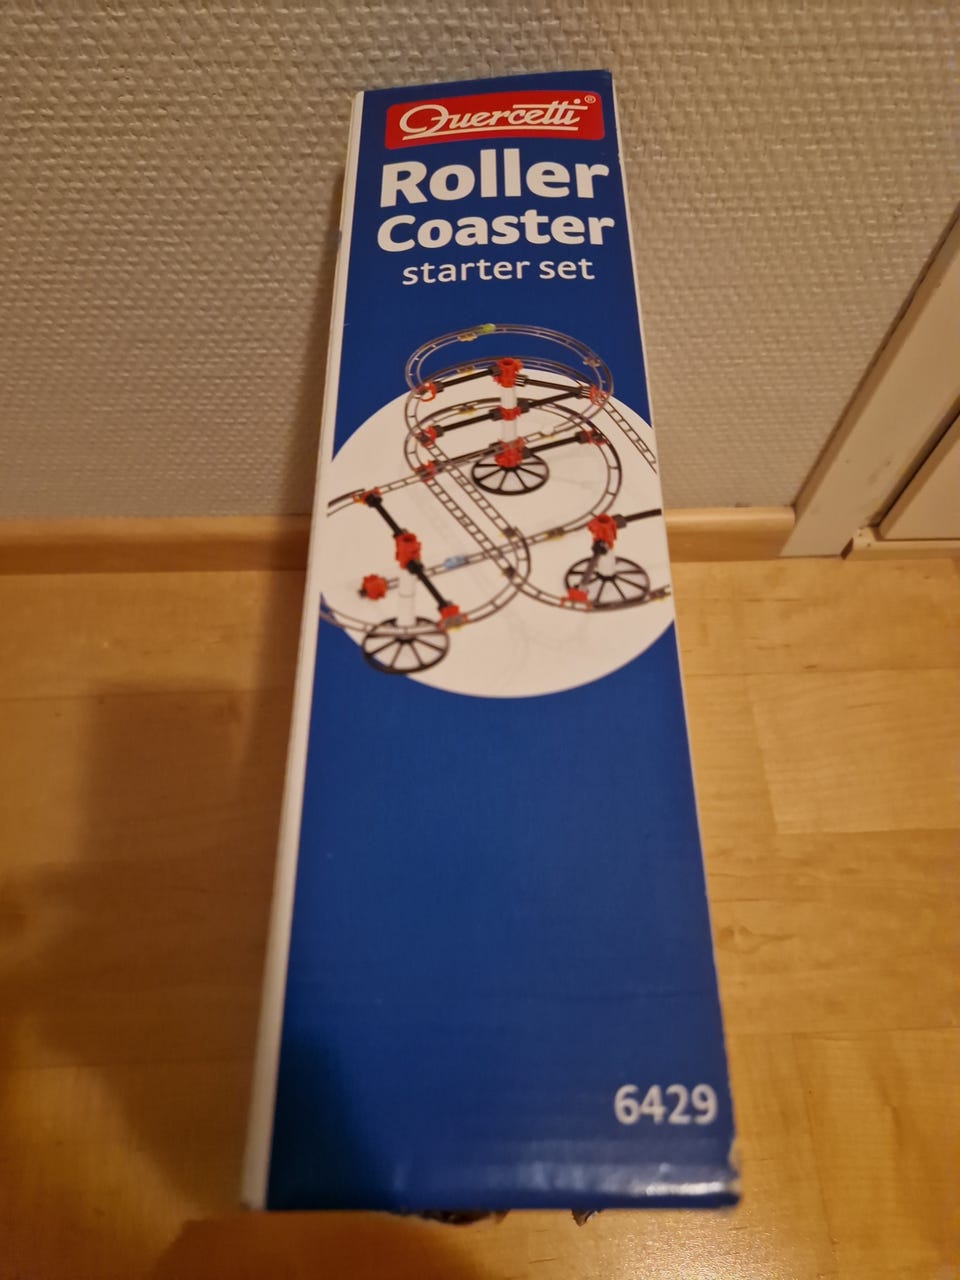 Quercetti®
Roller
Coaster
starter set
6429